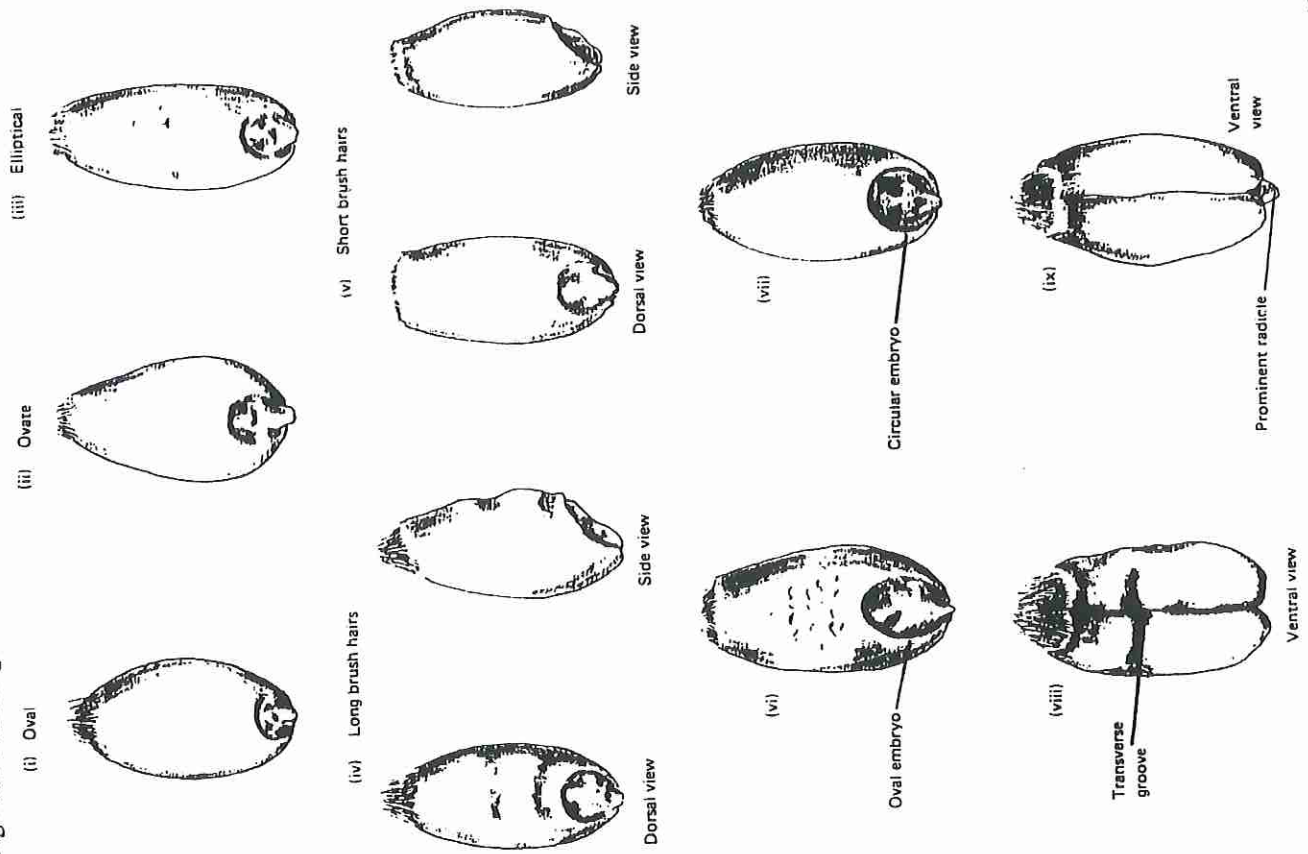 (i) Oval
(ii) Ovate
(iii) Elliptical
(iv) Long brush hairs
Dorsal view
Side view
(v) Short brush hairs
Dorsal view
Side view
(vi)
Oval embryo
(vii)
Circular embryo
(viii)
Transverse
groove
Ventral view
(ix)
Ventral
view
Prominent radicle